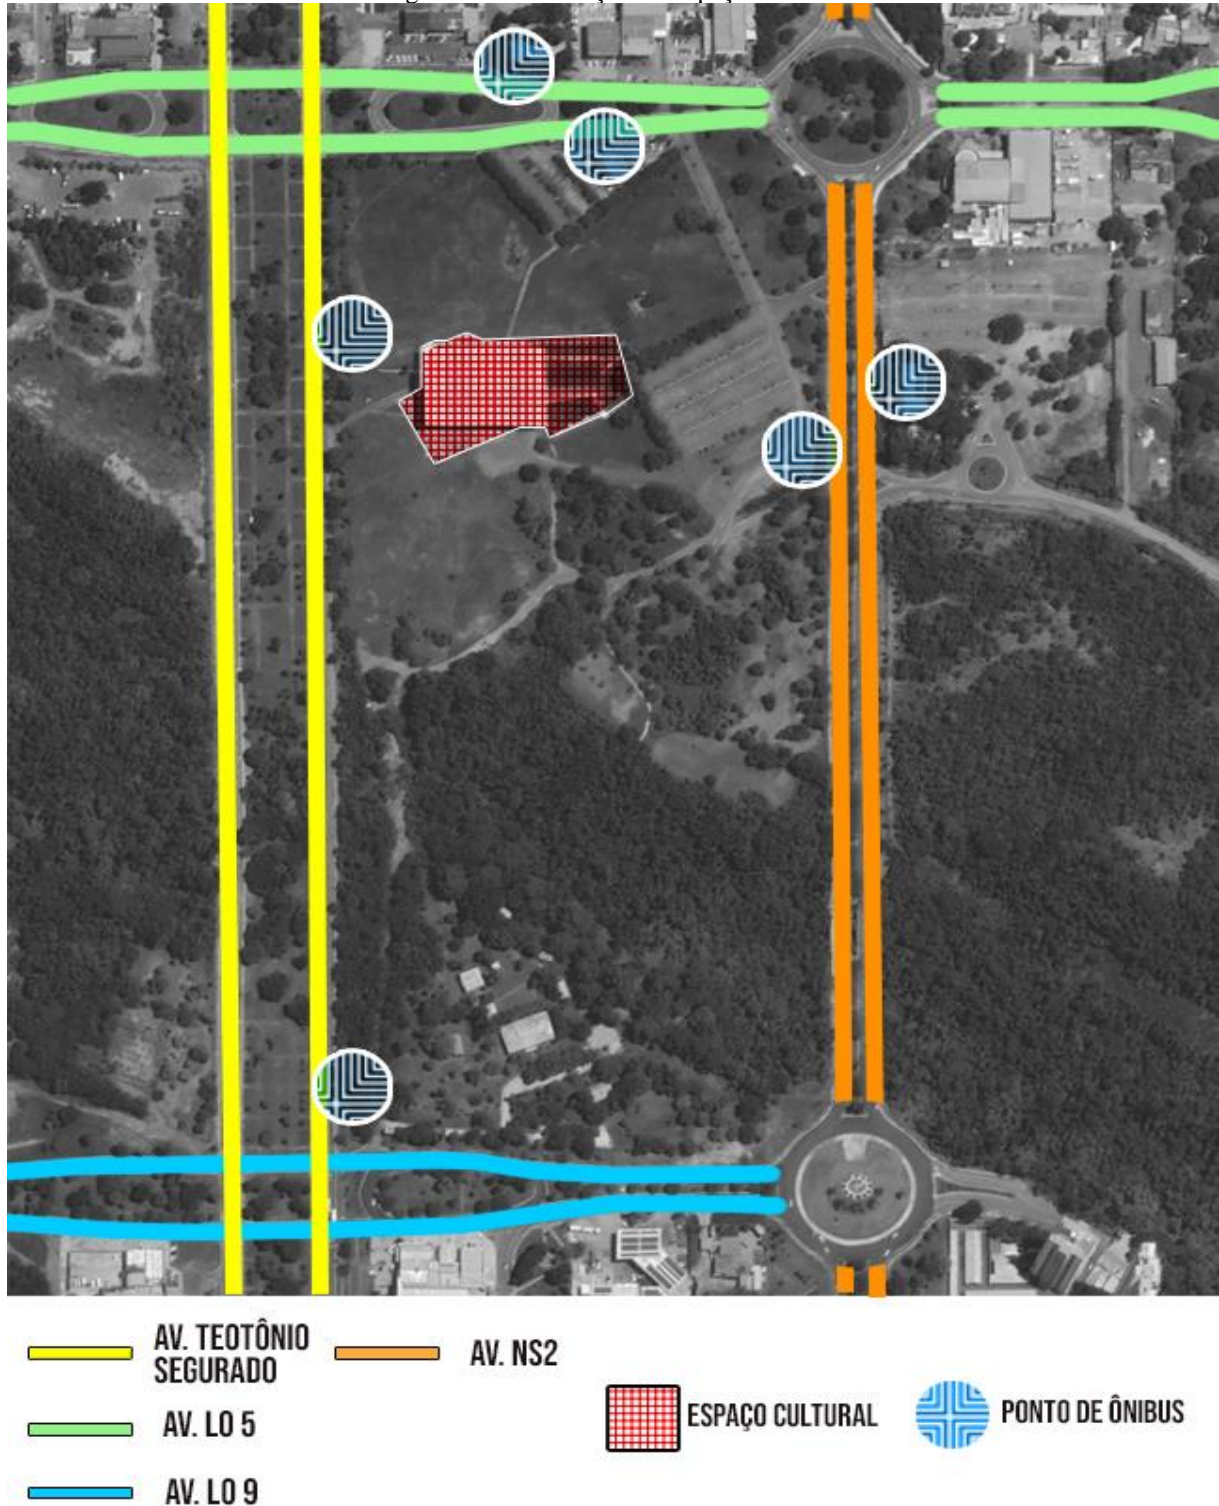 AV. TEOTÔNIO
SEGURADO
AV. NS2
ESPAÇO CULTURAL
PONTO DE ÔNIBUS
AV. LO 5
AV. LO 9